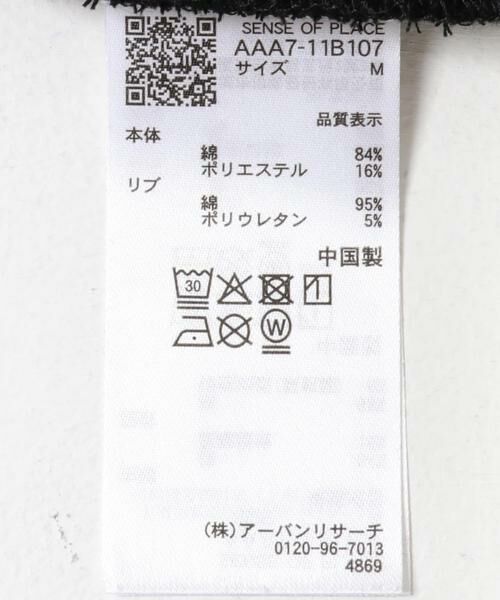 SENSE OF PLACE
AAA7-11B107
サイズ M
品質表示
本体
綿 84%
ポリエステル 16%
リブ
綿 95%
ポリウレタン 5%
中国製
30
W
(株)アーバンリサーチ
0120-96-7013
4869